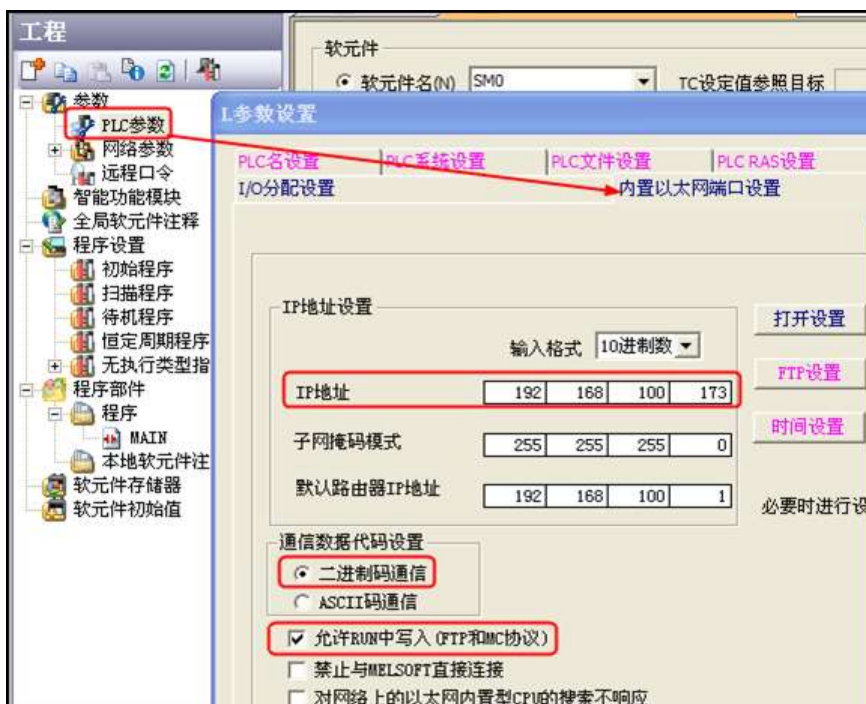 工程
参数
PLC参数
网络参数
远程口令
智能功能模块
全局软元件注释
程序设置
初始程序
扫描程序
待机程序
恒定周期程序
无执行类型指
程序部件
程序
MAIN
本地软元件注
软元件存储器
软元件初始值
软元件
软元件名(N) SM0 TC设定值参照目标
L参数设置
PLC名设置 PLC系统设置 PLC文件设置 PLC RAS设置
I/O分配设置 内置以太网端口设置
IP地址设置
输入格式 10进制数
IP地址 192 168 100 173
子网掩码模式 255 255 255 0
默认路由器IP地址 192 168 100 1
打开设置
FTP设置
时间设置
必要时进行设
通信数据代码设置
二进制码通信
ASCII码通信
允许RUN中写入(FTP和MC协议)
禁止与MELSOFT直接连接
对网络上的以太网内置型CPU的搜索不响应